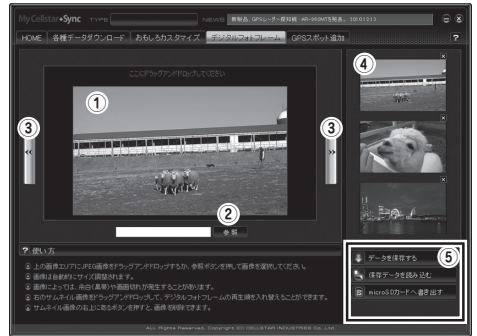 My Cellstar+Sync TYPE NEWS 新製品、GPSレーダー探知機 AR-959MTを発表。 20101213
HOME 各種データダウンロード おもしろカスタマイズ デジタルフォトフレーム GPSスポット追加 ?
ここにドラッグアンドドロップしてください
①
④
③
<<
③
>>
②
参照
? 使い方
上の画像エリアにJPEG画像をドラッグアンドドロップするか、参照ボタンを押して画像を選択してください。
画像は自動的にサイズ調整されます。
画像によっては、余白(黒帯)や画面切れが発生することがあります。
右のサムネイル画像をドラッグアンドドロップして、デジタルフォトフレームの再生順を入れ替えることができます。
サムネイル画像の右上にあるボタンを押すと、画像を削除できます。
⑤
データを保存する
保存データを読み込む
microSDカードへ書き出す
ALL Rights Reserved, Copyright (C) CELLSTAR INDUSTRIES Co. Ltd.